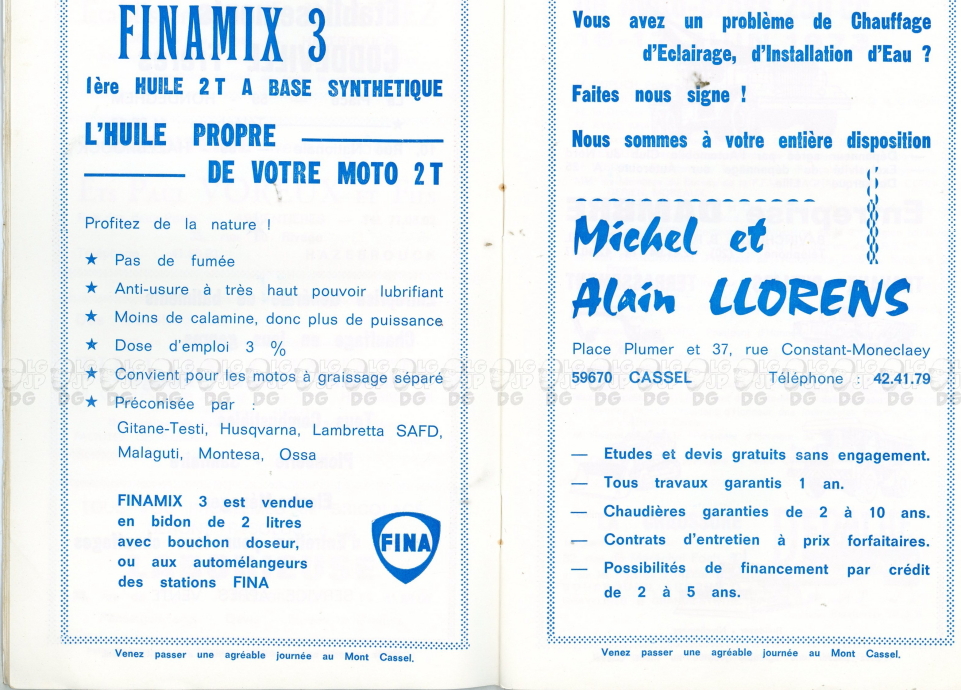 FINAMIX 3
1ère HUILE 2T A BASE SYNTHETIQUE
L'HUILE PROPRE
DE VOTRE MOTO 2T
Profitez de la nature !
★ Pas de fumée
★ Anti-usure à très haut pouvoir lubrifiant
★ Moins de calamine, donc plus de puissance
★ Dose d'emploi 3 %
★ Convient pour les motos à graissage séparé
★ Préconisée par :
Gitane-Testi, Husqvarna, Lambretta SAFD,
Malaguti, Montesa, Ossa
FINAMIX 3 est vendue
en bidon de 2 litres
avec bouchon doseur,
ou aux automélangeurs
des stations FINA
FINA
Venez passer une agréable journée au Mont Cassel.
Vous avez un problème de Chauffage
d'Eclairage, d'Installation d'Eau ?
Faites nous signe !
Nous sommes à votre entière disposition
Michel et
Alain LLORENS
Place Plumer et 37, rue Constant-Moneclaey
59670 CASSEL Téléphone : 42.41.79
— Etudes et devis gratuits sans engagement.
— Tous travaux garantis 1 an.
— Chaudières garanties de 2 à 10 ans.
— Contrats d'entretien à prix forfaitaires.
— Possibilités de financement par crédit
de 2 à 5 ans.
Venez passer une agréable journée au Mont Cassel.